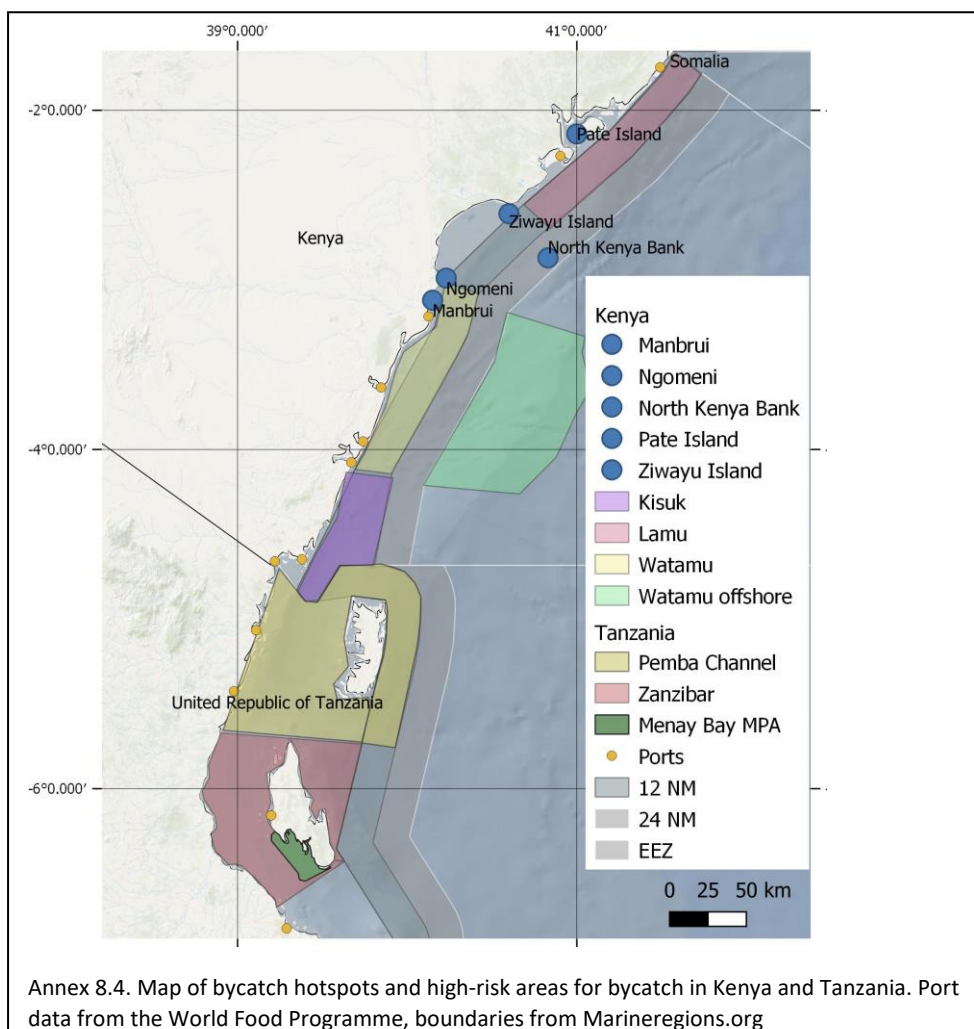 39°0.000′ 41°0.000′
Somalia
-2°0.000′
Pate Island
Ziwayu Island
Kenya
North Kenya Bank
Ngomeni
Manbrui
Kenya
Manbrui
Ngomeni
North Kenya Bank
Pate Island
-4°0.000′
Ziwayu Island
Kisuk
Lamu
Watamu
Watamu offshore
Tanzania
Pemba Channel
United Republic of Tanzania
Zanzibar
Menay Bay MPA
Ports
-6°0.000′
12 NM
24 NM
EEZ
0 25 50 km
Annex 8.4. Map of bycatch hotspots and high-risk areas for bycatch in Kenya and Tanzania. Port
data from the World Food Programme, boundaries from Marineregions.org